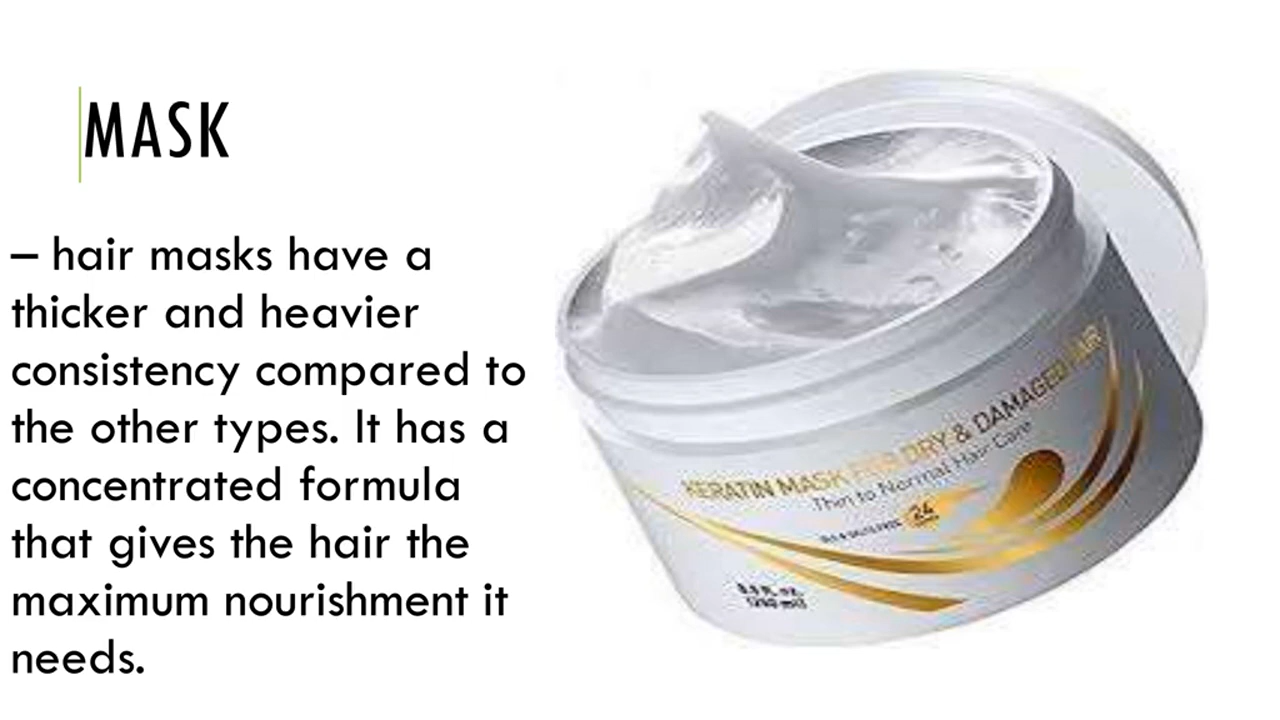 MASK
– hair masks have a
thicker and heavier
consistency compared to
the other types. It has a
concentrated formula
that gives the hair the
maximum nourishment it
needs.
KERATIN MASK FOR DRY & DAMAGED HAIR
Thin to Normal Hair Care
24